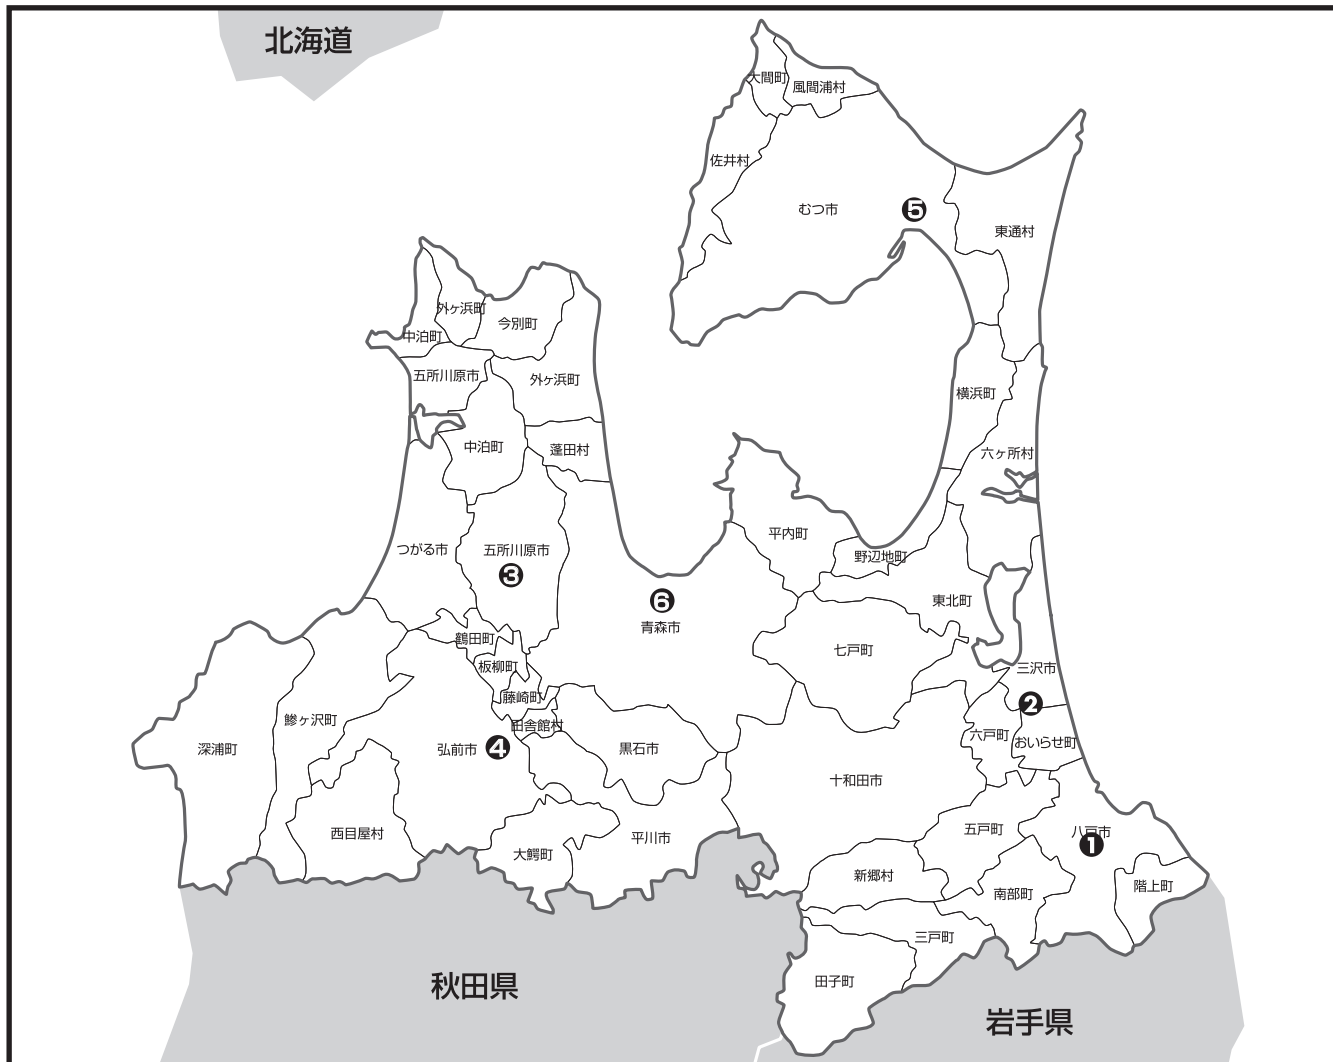 北海道
大間町
風間浦村
佐井村
むつ市
❺
東通村
外ヶ浜町
今別町
中泊町
五所川原市
外ヶ浜町
横浜町
中泊町
蓬田村
六ヶ所村
つがる市
五所川原市
❸
平内町
野辺地町
❻
青森市
東北町
鶴田町
板柳町
七戸町
三沢市
❷
藤崎町
田舎館村
鰺ヶ沢町
深浦町
弘前市
❹
黒石市
六戸町
おいらせ町
十和田市
西目屋村
大鰐町
平川市
五戸町
八戸市
❶
新郷村
南部町
階上町
三戸町
田子町
秋田県
岩手県